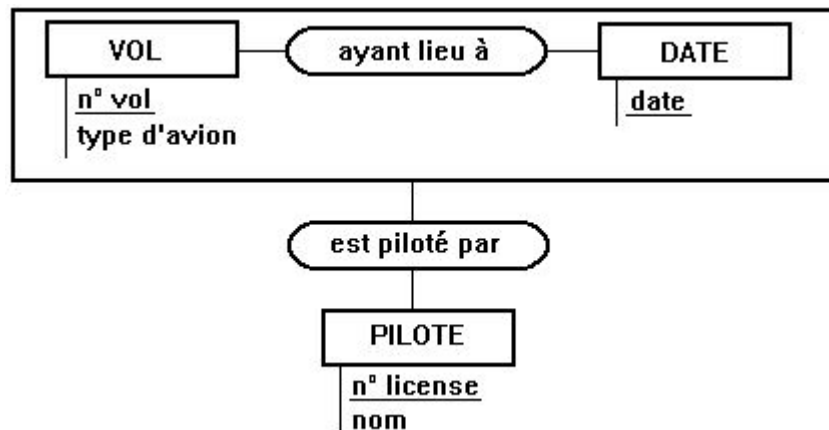 VOL
ayant lieu à
DATE
n° vol
type d'avion
date
est piloté par
PILOTE
n° license
nom